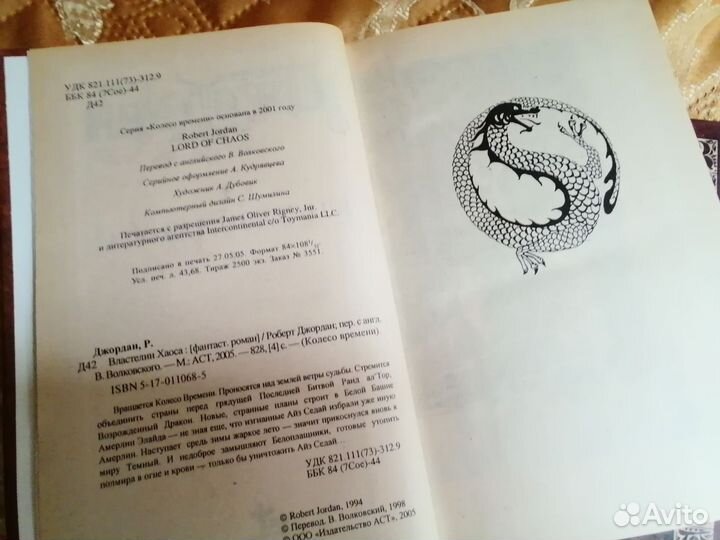 УДК 821.111(73)-312.9
ББК 84 (7Сое)-44
Д42
Серия «Колесо времени» основана в 2001 году
Robert Jordan
LORD OF CHAOS
Перевод с английского В. Волковского
Серийное оформление А. Кудрявцева
Художник А. Дубовик
Компьютерный дизайн С. Шумилина
Печатается с разрешения James Oliver Rigney, Jnr.
и литературного агентства Intercontinental c/o Toymania LLC.
Подписано в печать 27.05.05. Формат 84×108 1/32.
Усл. печ. л. 43,68. Тираж 2500 экз. Заказ № 3551.
Джордан, Р.
Д42 Властелин Хаоса : [фантаст. роман] / Роберт Джордан; пер. с англ.
В. Волковского. — М.: АСТ, 2005. — 828, [4] с. — (Колесо времени).
ISBN 5-17-011068-5
Вращается Колесо Времени. Проносятся над землей ветры судьбы. Стремится
объединить страны перед грядущей Последней Битвой Ранд ал'Тор,
Возрожденный Дракон. Новые, странные планы строит в Белой Башне
Амерлин Элайда — не зная еще, что изгнанные Айз Седай избрали уже иную
Амерлин. Наступает средь зимы жаркое лето — значит прикоснулся вновь к
миру Темный. И недоброе замышляют Белоплащники, готовые утопить
полмира в огне и крови — только бы уничтожить Айз Седай ...
УДК 821.111(73)-312.9
ББК 84 (7Сое)-44
© Robert Jordan, 1994
© Перевод. В. Волковский, 1998
© ООО «Издательство АСТ», 2005
Avito